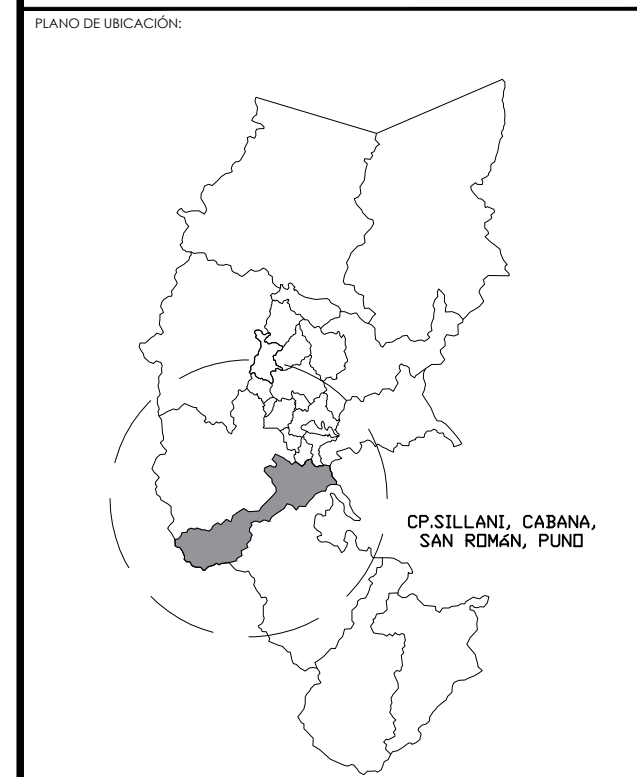 PLANO DE UBICACIÓN:
CP.SILLANI, CABANA,
SAN ROMáN, PUNO